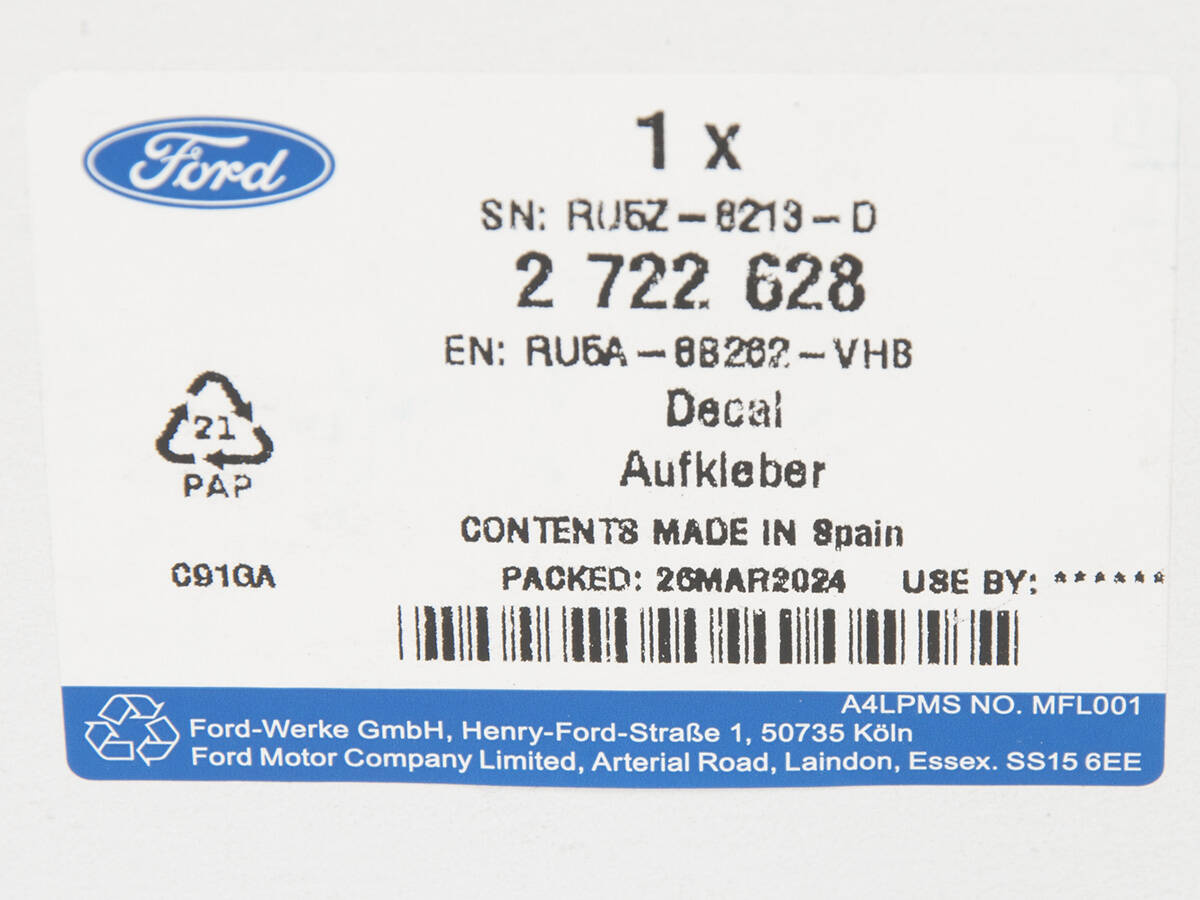 Ford
1 x
SN: RU5Z-8213-D
2 722 628
EN: RU5A-8B262-VHB
Decal
Aufkleber
21
PAP
CONTENTS MADE IN Spain
C91GA
PACKED: 26MAR2024 USE BY: ******
A4LPMS NO. MFL001
Ford-Werke GmbH, Henry-Ford-Straße 1, 50735 Köln
Ford Motor Company Limited, Arterial Road, Laindon, Essex. SS15 6EE